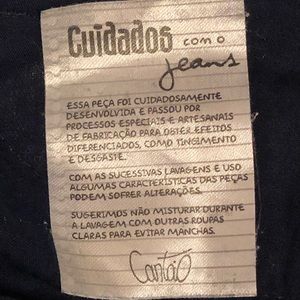 Cuidados com o
jeans
ESSA PEÇA FOI CUIDADOSAMENTE
DESENVOLVIDA E PASSOU POR
PROCESSOS ESPECIAIS E ARTESANAIS
DE FABRICAÇÃO PARA OBTER EFEITOS
DIFERENCIADOS, COMO TINGIMENTO
E DESGASTE.
COM AS SUCESSIVAS LAVAGENS E USO
ALGUMAS CARACTERÍSTICAS DAS PEÇAS
PODEM SOFRER ALTERAÇÕES.
SUGERIMOS NÃO MISTURAR DURANTE
A LAVAGEM COM OUTRAS ROUPAS
CLARAS PARA EVITAR MANCHAS.
Cantão